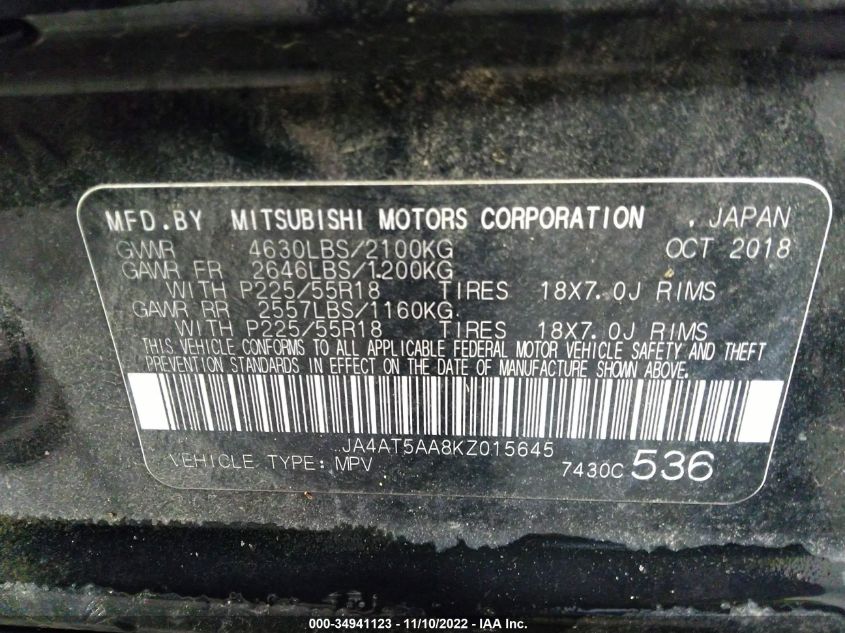 MFD.BY MITSUBISHI MOTORS CORPORATION , JAPAN
GVWR 4630LBS/2100KG OCT 2018
GAWR FR 2646LBS/1200KG
WITH P225/55R18 TIRES 18X7.0J RIMS
GAWR RR 2557LBS/1160KG
WITH P225/55R18 TIRES 18X7.0J RIMS
THIS VEHICLE CONFORMS TO ALL APPLICABLE FEDERAL MOTOR VEHICLE SAFETY AND THEFT
PREVENTION STANDARDS IN EFFECT ON THE DATE OF MANUFACTURE SHOWN ABOVE.
JA4AT5AA8KZ015645
VEHICLE TYPE: MPV 7430C 536
000-34941123 - 11/10/2022 - IAA Inc.